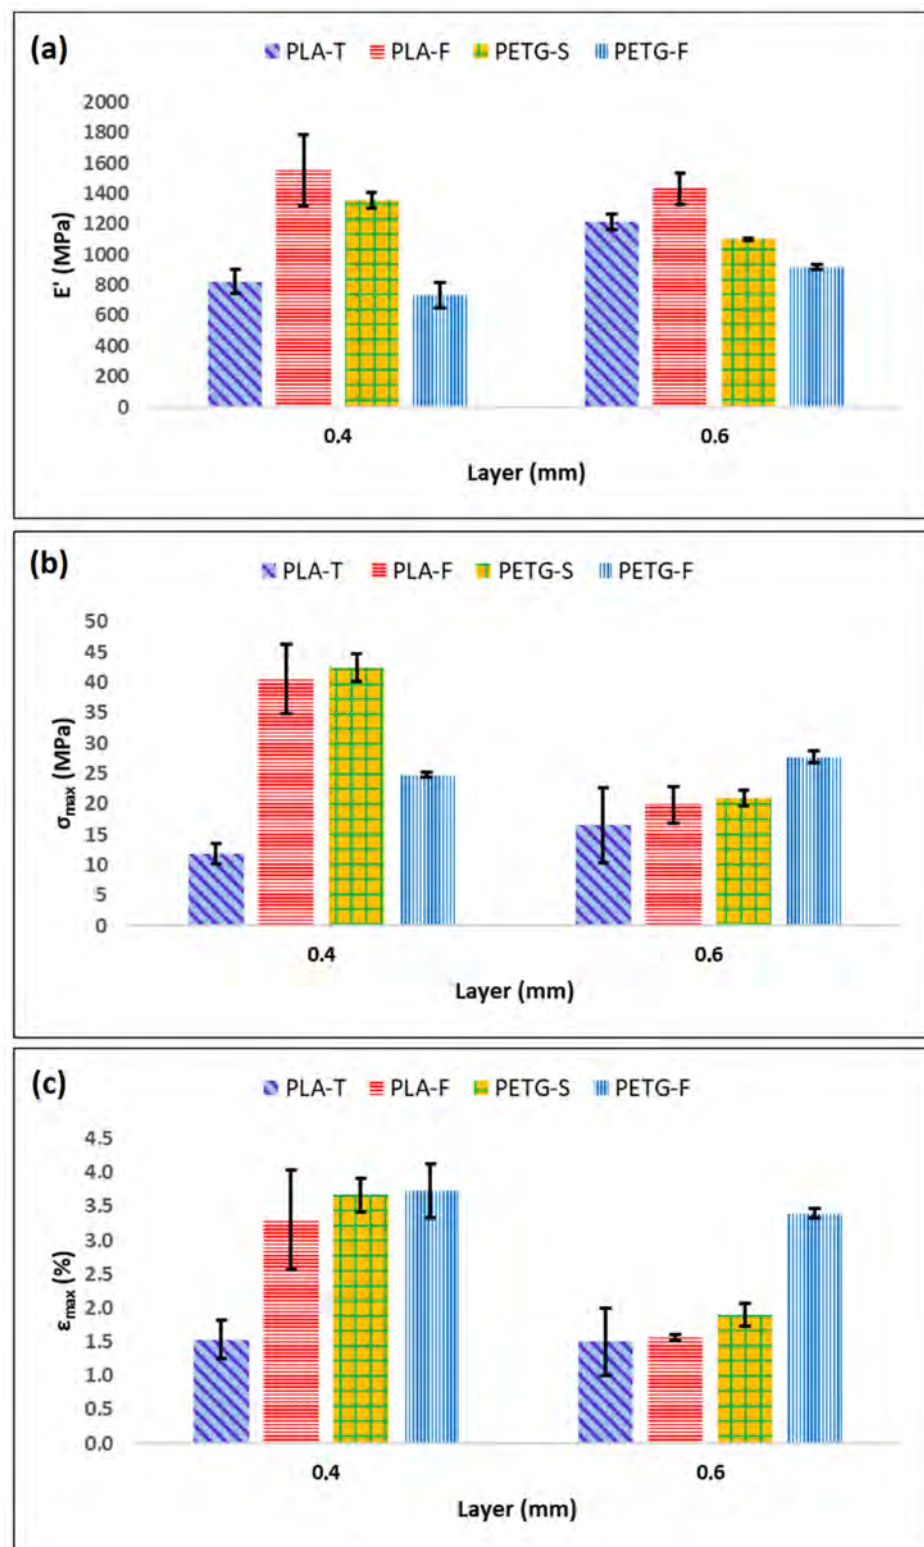 (a)
PLA-T PLA-F PETG-S PETG-F
2000
1800
1600
1400
1200
1000
800
600
400
200
0
E' (MPa)
0.4 0.6
Layer (mm)
(b)
PLA-T PLA-F PETG-S PETG-F
50
45
40
35
30
25
20
15
10
5
0
σmax (MPa)
0.4 0.6
Layer (mm)
(c)
PLA-T PLA-F PETG-S PETG-F
4.5
4.0
3.5
3.0
2.5
2.0
1.5
1.0
0.5
0.0
εmax (%)
0.4 0.6
Layer (mm)